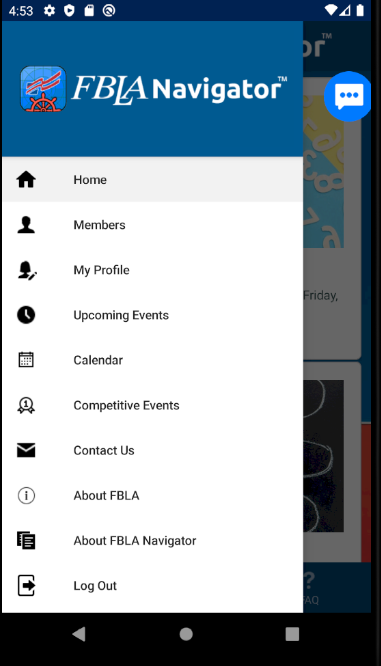 4:53
FBLA Navigator™
Home
Members
My Profile
Upcoming Events
Calendar
Competitive Events
Contact Us
About FBLA
About FBLA Navigator
Log Out
or™
Friday,
?
FAQ